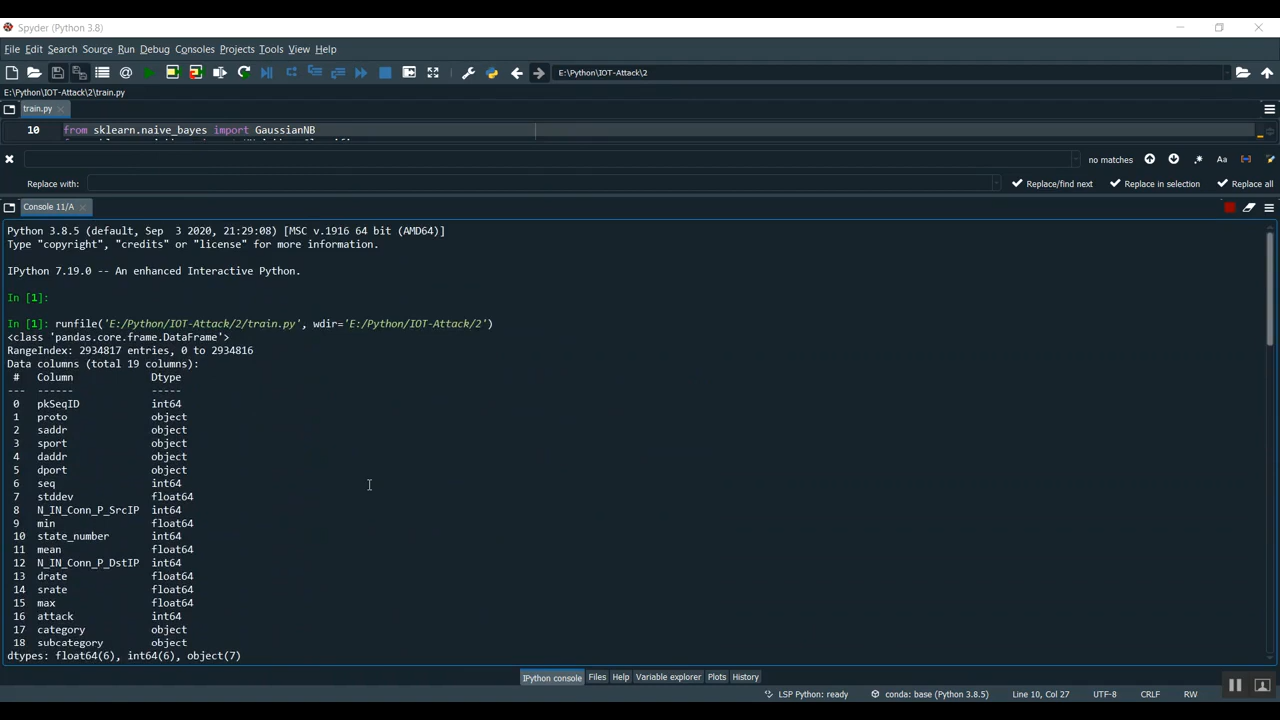 Spyder (Python 3.8)
File Edit Search Source Run Debug Consoles Projects Tools View Help
E:\Python\IOT-Attack\2
E:\Python\IOT-Attack\2\train.py
train.py
10 from sklearn.naive_bayes import GaussianNB
no matches Aa
Replace with: Replace/find next Replace in selection Replace all
Console 11/A
Python 3.8.5 (default, Sep  3 2020, 21:29:08) [MSC v.1916 64 bit (AMD64)]
Type "copyright", "credits" or "license" for more information.
IPython 7.19.0 -- An enhanced Interactive Python.
In [1]:
In [1]: runfile('E:/Python/IOT-Attack/2/train.py', wdir='E:/Python/IOT-Attack/2')
<class 'pandas.core.frame.DataFrame'>
RangeIndex: 2934817 entries, 0 to 2934816
Data columns (total 19 columns):
#   Column   Dtype
---  ------  -----
0   pkSeqID   int64
1   proto   object
2   saddr   object
3   sport   object
4   daddr   object
5   dport   object
6   seq   int64
7   stddev   float64
8   N_IN_Conn_P_SrcIP   int64
9   min   float64
10  state_number   int64
11  mean   float64
12  N_IN_Conn_P_DstIP   int64
13  drate   float64
14  srate   float64
15  max   float64
16  attack   int64
17  category   object
18  subcategory   object
dtypes: float64(6), int64(6), object(7)
IPython console Files Help Variable explorer Plots History
LSP Python: ready conda: base (Python 3.8.5) Line 10, Col 27 UTF-8 CRLF RW